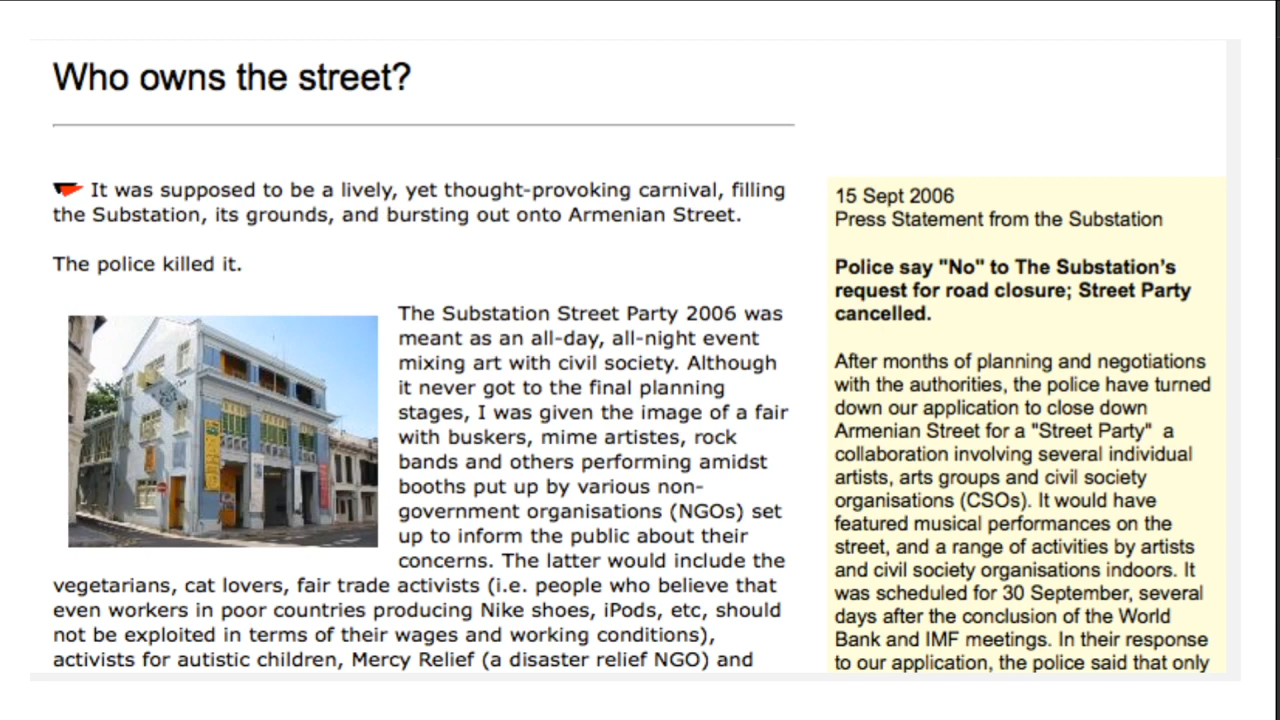 Who owns the street?
It was supposed to be a lively, yet thought-provoking carnival, filling
the Substation, its grounds, and bursting out onto Armenian Street.
The police killed it.
The Substation Street Party 2006 was
meant as an all-day, all-night event
mixing art with civil society. Although
it never got to the final planning
stages, I was given the image of a fair
with buskers, mime artistes, rock
bands and others performing amidst
booths put up by various non-
government organisations (NGOs) set
up to inform the public about their
concerns. The latter would include the
vegetarians, cat lovers, fair trade activists (i.e. people who believe that
even workers in poor countries producing Nike shoes, iPods, etc, should
not be exploited in terms of their wages and working conditions),
activists for autistic children, Mercy Relief (a disaster relief NGO) and
15 Sept 2006
Press Statement from the Substation
Police say "No" to The Substation's
request for road closure; Street Party
cancelled.
After months of planning and negotiations
with the authorities, the police have turned
down our application to close down
Armenian Street for a "Street Party"  a
collaboration involving several individual
artists, arts groups and civil society
organisations (CSOs). It would have
featured musical performances on the
street, and a range of activities by artists
and civil society organisations indoors. It
was scheduled for 30 September, several
days after the conclusion of the World
Bank and IMF meetings. In their response
to our application, the police said that only